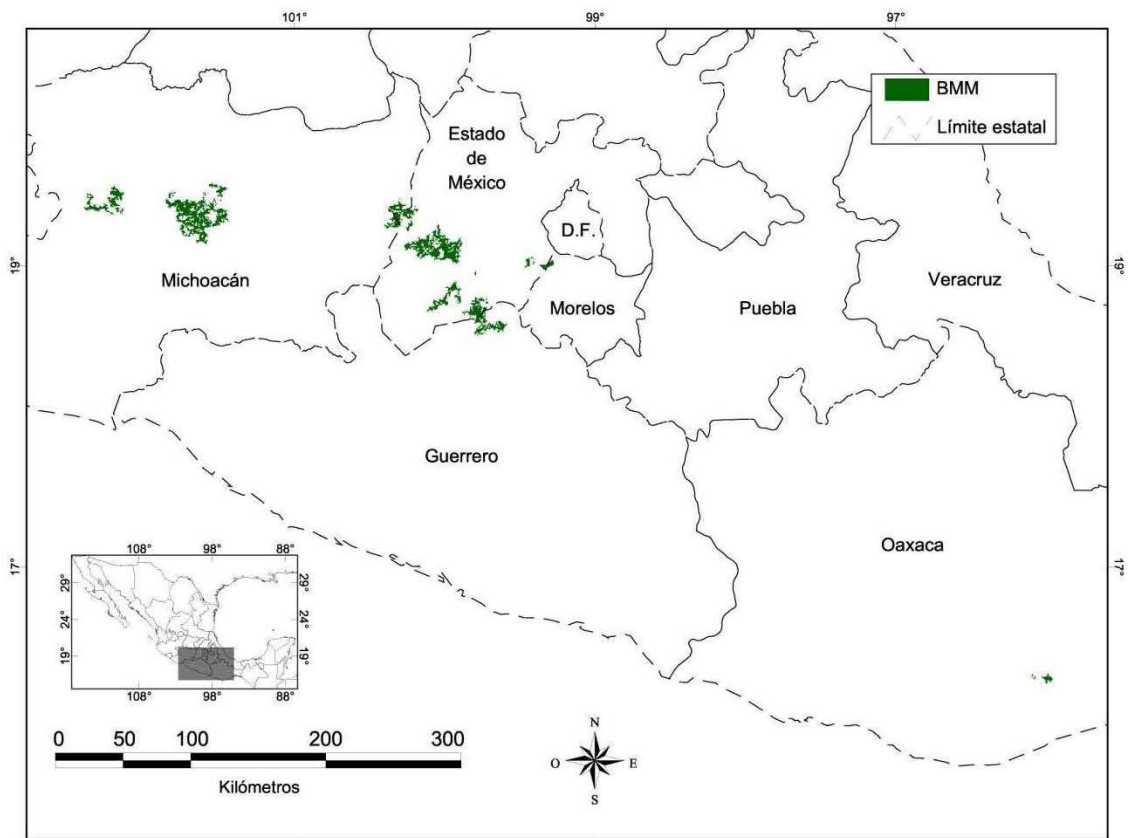 101°
99°
97°
BMM
Límite estatal
Estado
de
México
D.F.
19°
19°
Michoacán
Morelos
Puebla
Veracruz
Guerrero
Oaxaca
17°
17°
108°
98°
88°
29°
29°
24°
24°
19°
19°
108°
98°
88°
0
50
100
200
300
Kilómetros
N
O
E
S